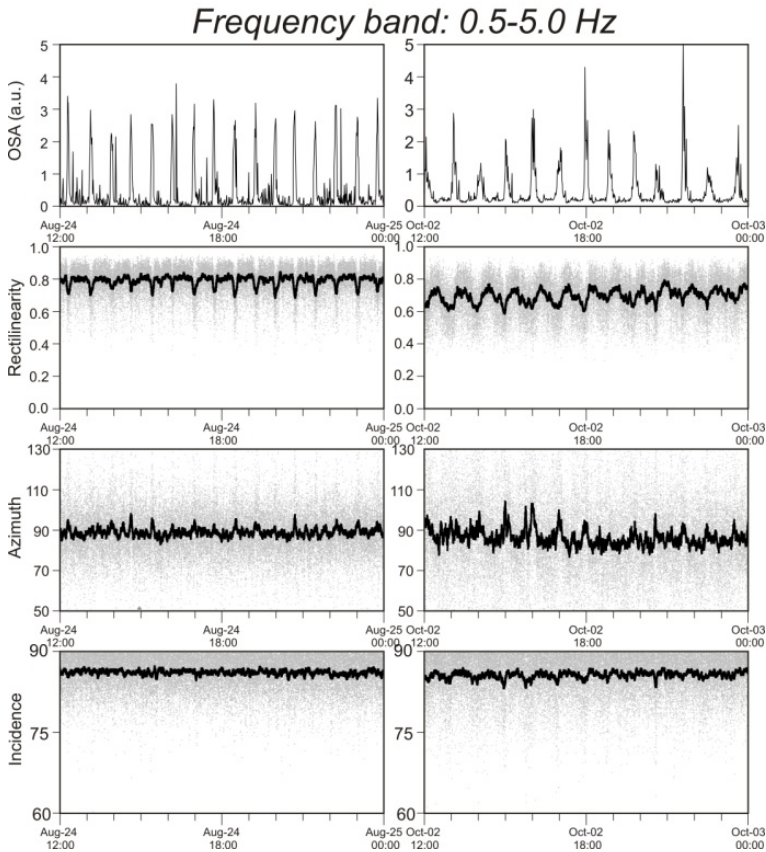 Frequency band: 0.5-5.0 Hz
OSA (a.u.)
5
4
3
2
1
0
Aug-24 12:00
Aug-24 18:00
Aug-25 00:00
5
4
3
2
1
0
Oct-02 12:00
Oct-02 18:00
Oct-03 00:00
Rectilinearity
1.0
0.8
0.6
0.4
0.2
0.0
Aug-24 12:00
Aug-24 18:00
Aug-25 00:00
1.0
0.8
0.6
0.4
0.2
0.0
Oct-02 12:00
Oct-02 18:00
Oct-03 00:00
Azimuth
130
110
90
70
50
Aug-24 12:00
Aug-24 18:00
Aug-25 00:00
130
110
90
70
50
Oct-02 12:00
Oct-02 18:00
Oct-03 00:00
Incidence
90
75
60
Aug-24 12:00
Aug-24 18:00
Aug-25 00:00
90
75
60
Oct-02 12:00
Oct-02 18:00
Oct-03 00:00